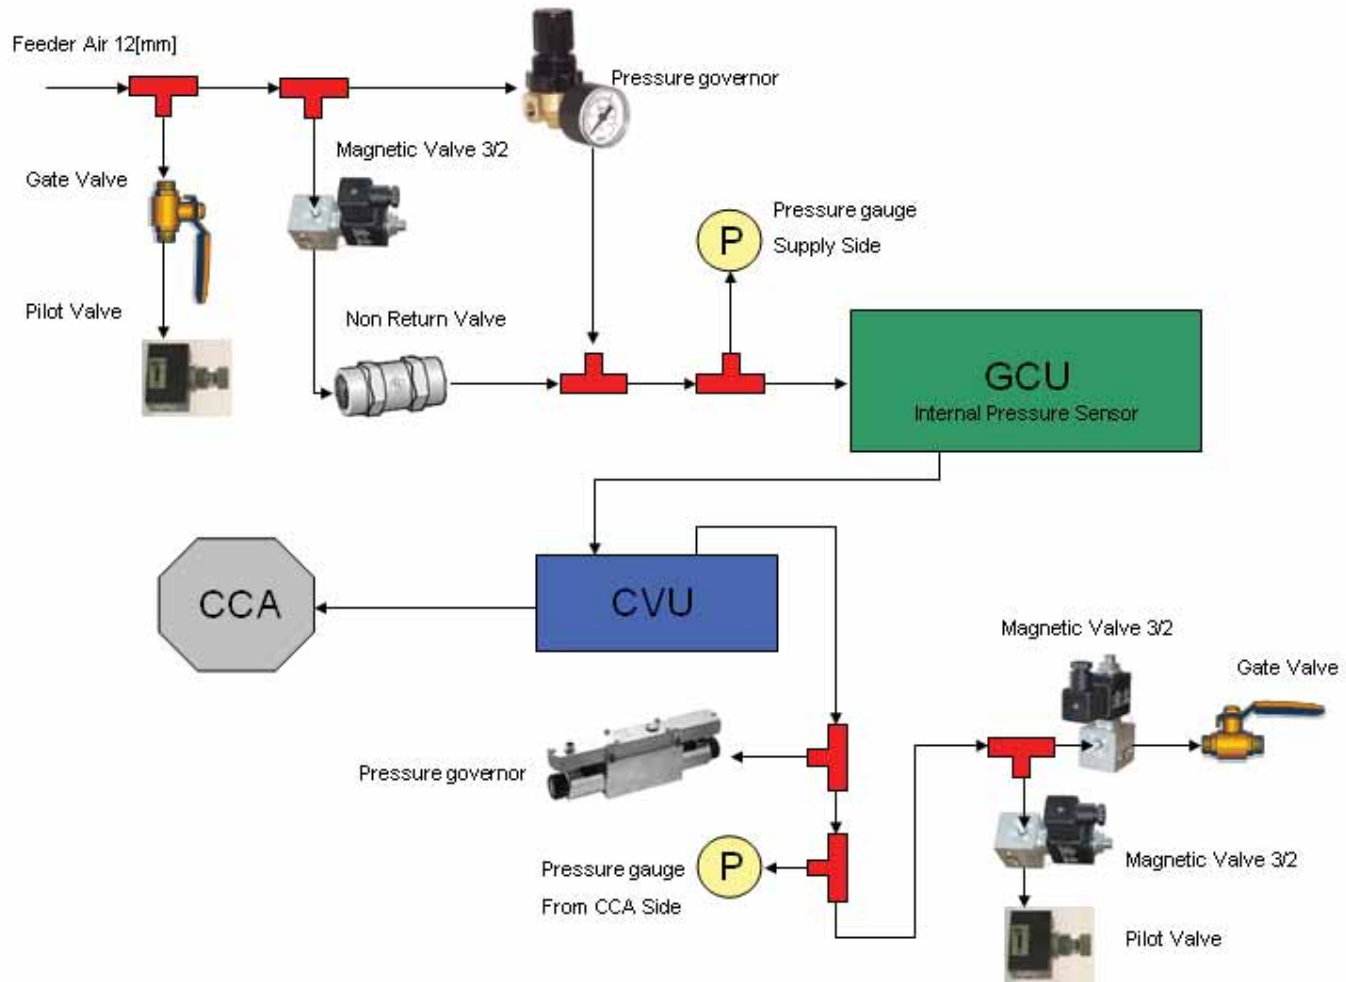 Feeder Air 12[mm]
Pressure governor
Magnetic Valve 3/2
Gate Valve
Pressure gauge
Supply Side
P
Pilot Valve
Non Return Valve
GCU
Internal Pressure Sensor
CCA
CVU
Magnetic Valve 3/2
Gate Valve
Pressure governor
Pressure gauge
From CCA Side
P
Magnetic Valve 3/2
Pilot Valve